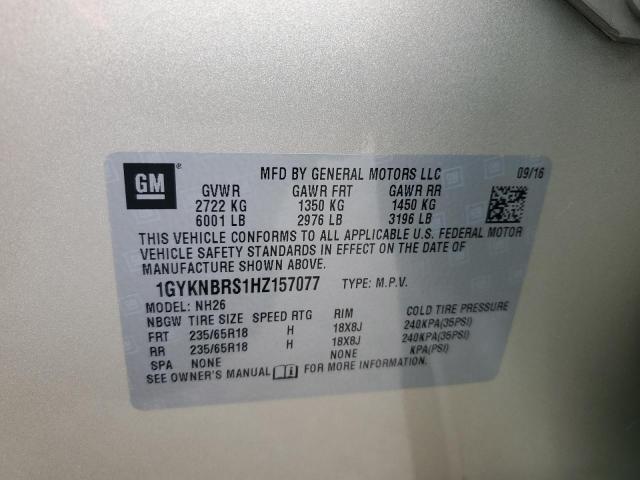 GM
®
MFD BY GENERAL MOTORS LLC 09/16
GVWR GAWR FRT GAWR RR
2722 KG 1350 KG 1450 KG
6001 LB 2976 LB 3196 LB
THIS VEHICLE CONFORMS TO ALL APPLICABLE U.S. FEDERAL MOTOR
VEHICLE SAFETY STANDARDS IN EFFECT ON THE DATE OF
MANUFACTURE SHOWN ABOVE.
1GYKNBRS1HZ157077 TYPE: M.P.V.
MODEL: NH26
NBGW TIRE SIZE SPEED RTG RIM COLD TIRE PRESSURE
FRT 235/65R18 H 18X8J 240KPA(35PSI)
RR 235/65R18 H 18X8J 240KPA(35PSI)
SPA NONE NONE KPA(PSI)
SEE OWNER'S MANUAL FOR MORE INFORMATION.